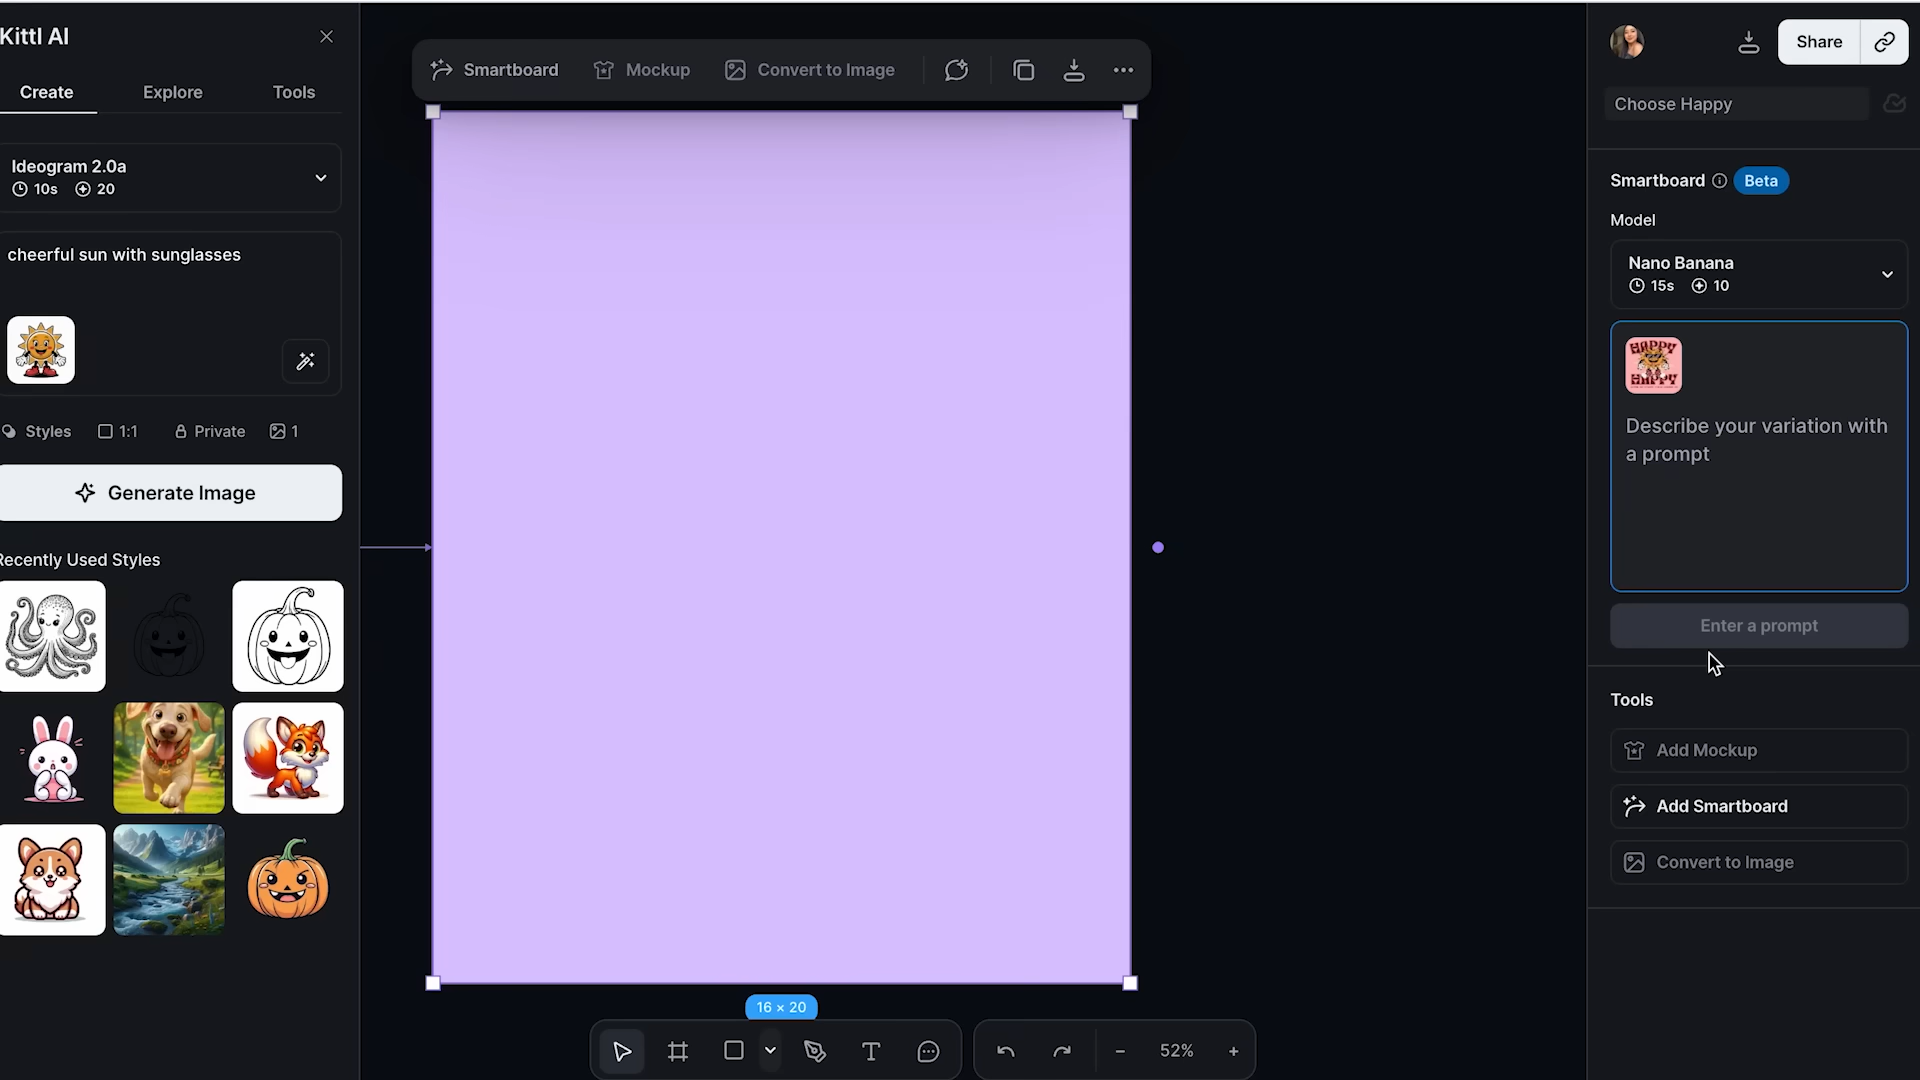 Kittl AI
Create
Explore
Tools
Ideogram 2.0a
10s
20
cheerful sun with sunglasses
Styles
1:1
Private
1
Generate Image
Recently Used Styles
Smartboard
Mockup
Convert to Image
16 × 20
52%
Share
Choose Happy
Smartboard
Beta
Model
Nano Banana
15s
10
HAPPY
HAPPY
Describe your variation with
a prompt
Enter a prompt
Tools
Add Mockup
Add Smartboard
Convert to Image